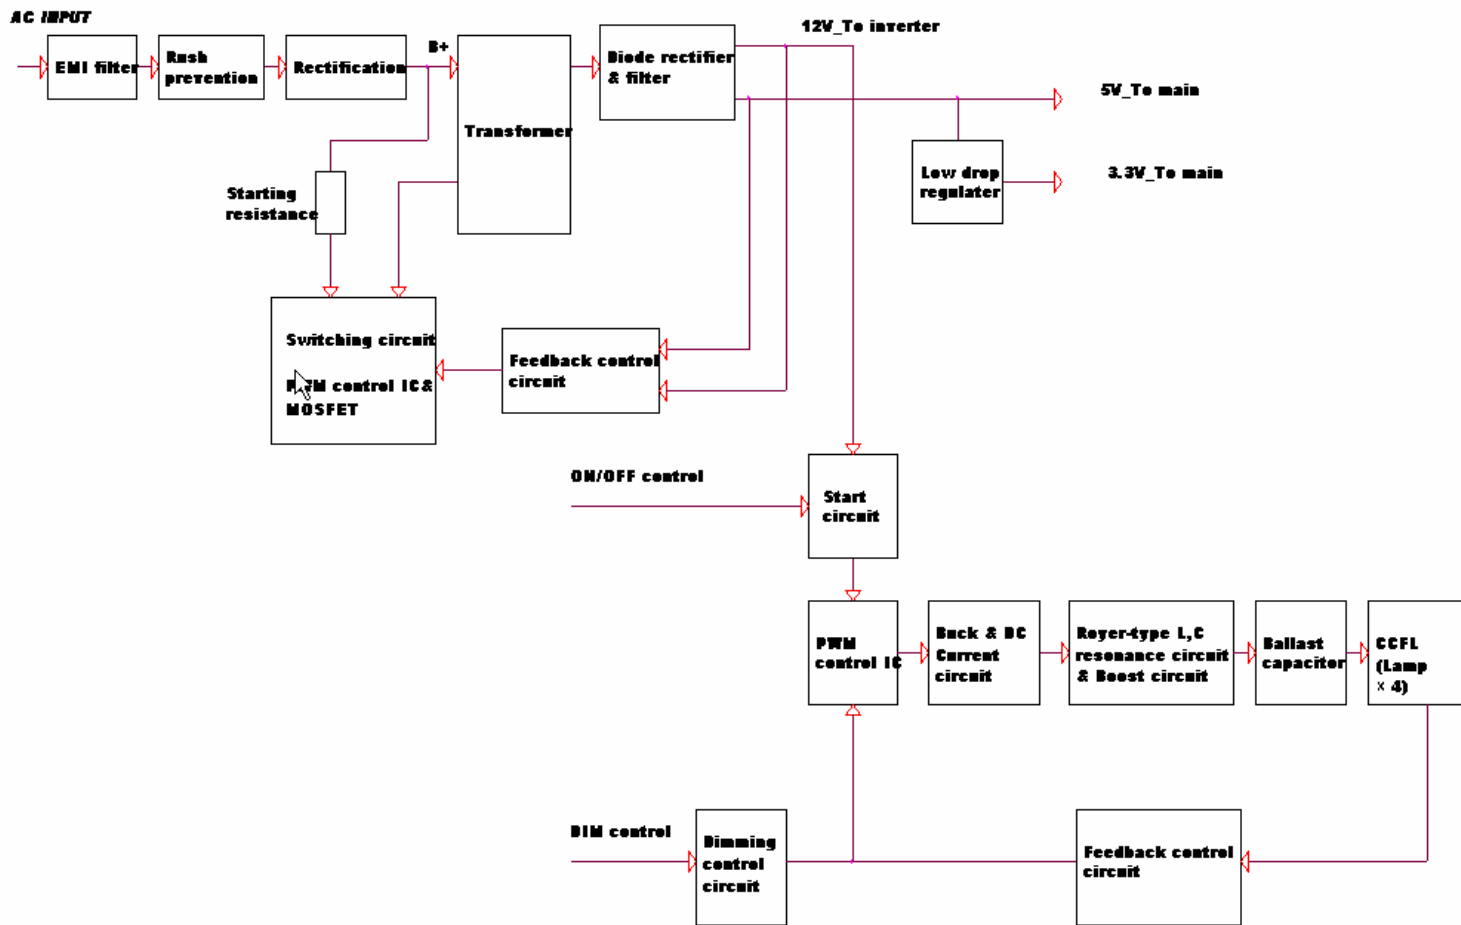 AC INPUT
EMI filter
Rush
prevention
Rectification
B+
Transformer
Diode rectifier
& filter
12V_To inverter
5V_To main
Low drop
regulater
3.3V_To main
Starting
resistance
Switching circuit
PWM control IC&
MOSFET
Feedback control
circuit
ON/OFF control
Start
circuit
PWM
control IC
Buck & DC
Current
circuit
Royer-type L,C
resonance circuit
& Boost circuit
Ballast
capacitor
CCFL
(Lamp
× 4)
DIM control
Dimming
control
circuit
Feedback control
circuit